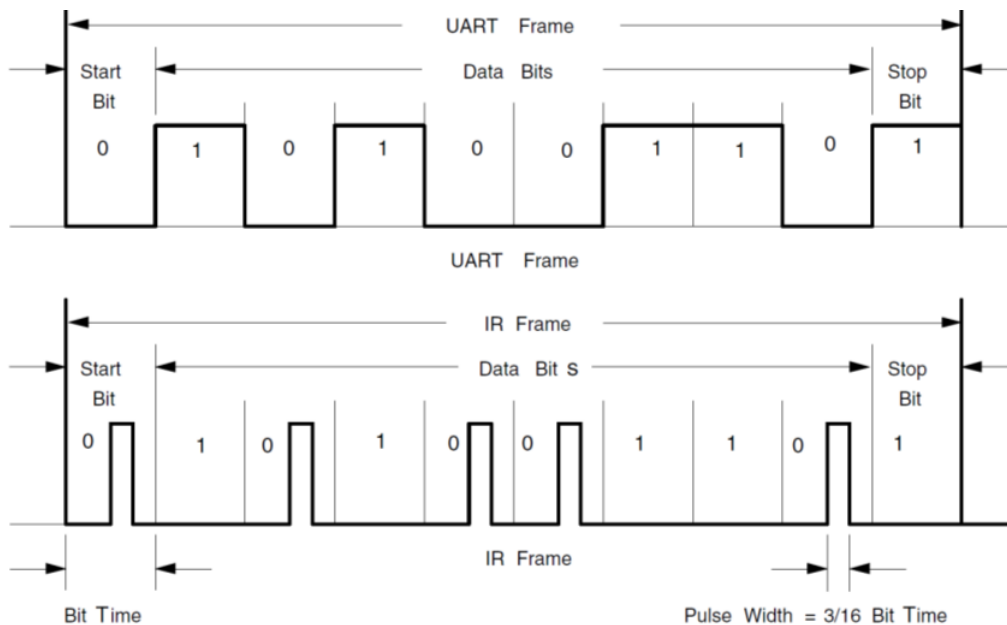 UART Frame
Start Bit
Data Bits
Stop Bit
0 1 0 1 0 0 1 1 0 1
UART Frame
IR Frame
Start Bit
Data Bit s
Stop Bit
0 1 0 1 0 0 1 1 0 1
IR Frame
Bit Time
Pulse Width = 3/16 Bit Time